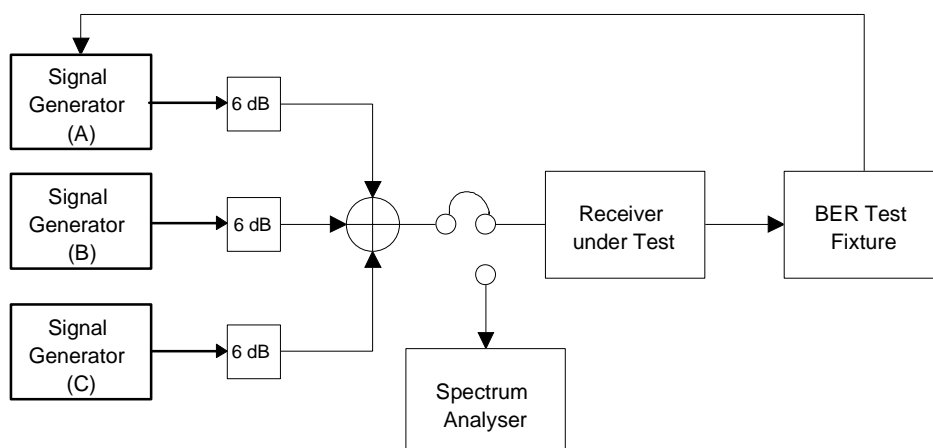 Signal
Generator
(A)
6 dB
Signal
Generator
(B)
6 dB
Receiver
under Test
BER Test
Fixture
Signal
Generator
(C)
6 dB
Spectrum
Analyser